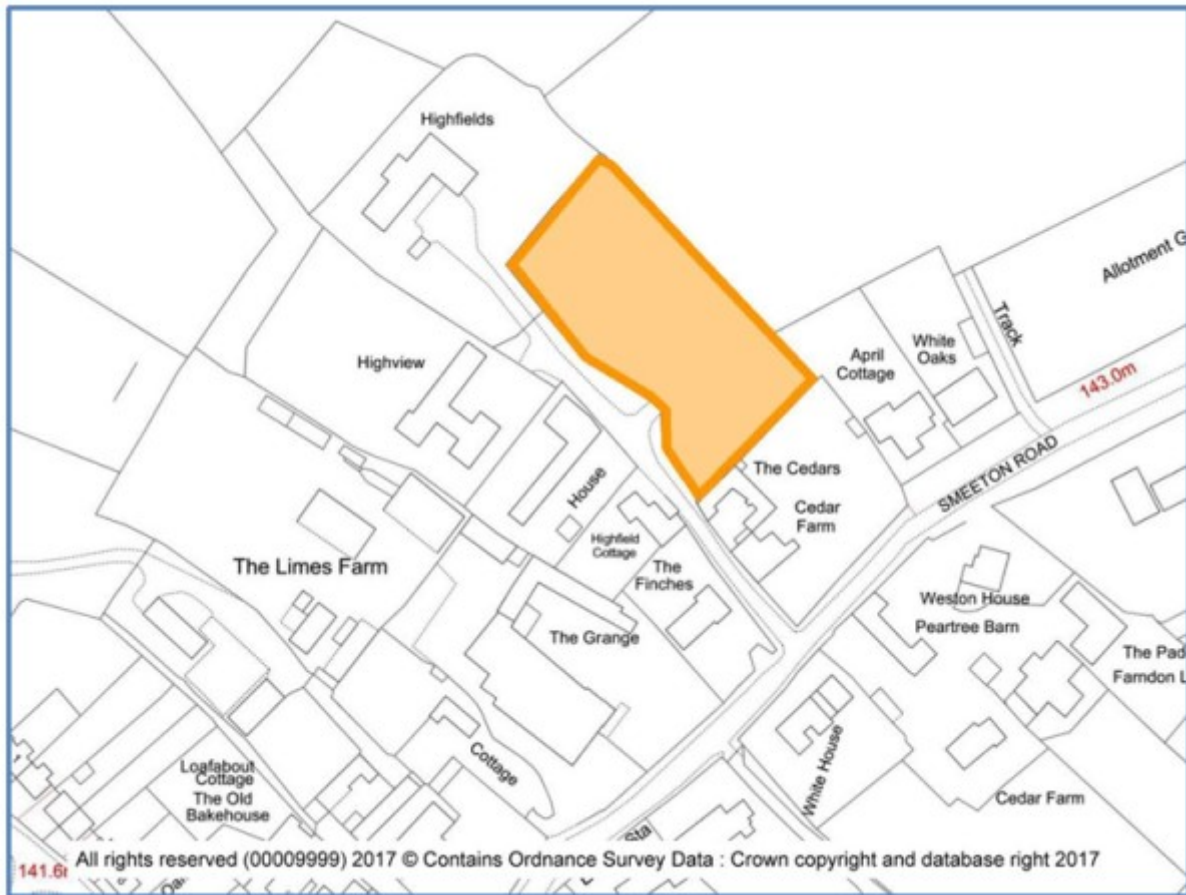 Highfields
Allotment G
Track
White
Oaks
April
Cottage
143.0m
Highview
SMEETON ROAD
The Cedars
House
Cedar
Farm
Highfield
Cottage
The
Finches
The Limes Farm
Weston House
Peartree Barn
The Grange
The Pad
Farndon L
White House
Cottage
Loafabout
Cottage
The Old
Bakehouse
Cedar Farm
Sta
All rights reserved (00009999) 2017 © Contains Ordnance Survey Data : Crown copyright and database right 2017
141.6